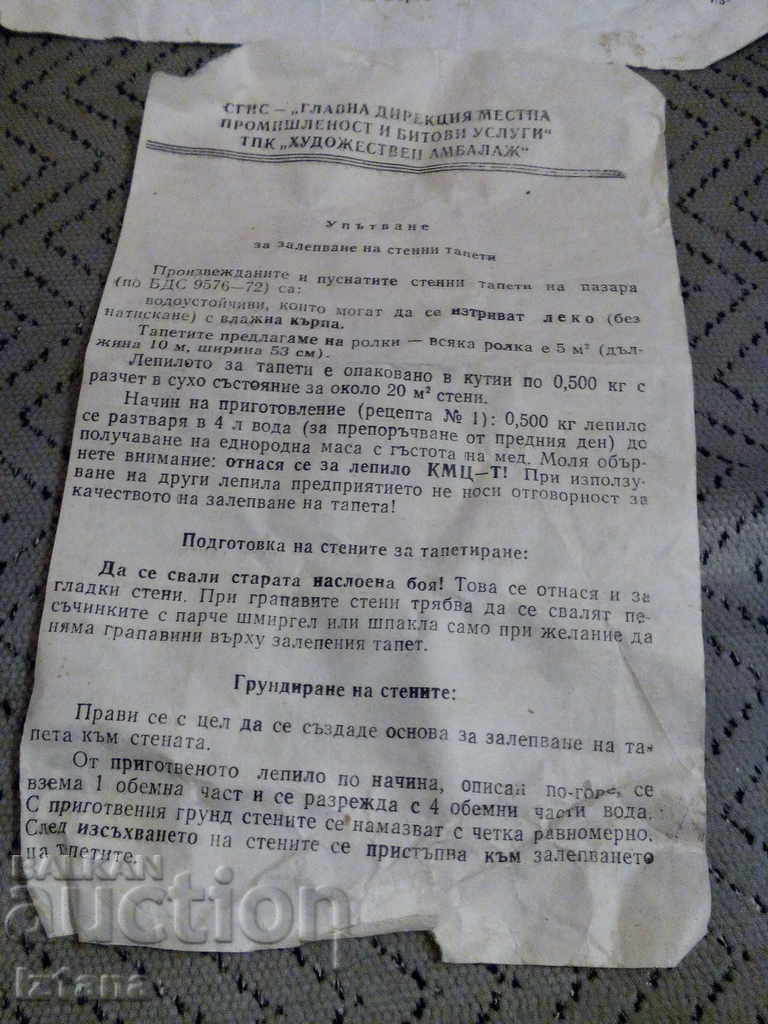 СГНС – „ГЛАВНА ДИРЕКЦИЯ МЕСТНА
ПРОМИШЛЕНОСТ И БИТОВИ УСЛУГИ“
ТПК „ХУДОЖЕСТВЕН АМБАЛАЖ“
Упътване
за залепване на стенни тапети
Произвежданите и пуснатите стенни тапети на пазара
(по БДС 9576—72) са:
водоустойчиви, които могат да се изтриват леко (без
натискане) с влажна кърпа.
Тапетите предлагаме на ролки — всяка ролка е 5 м² (дъл-
жина 10 м, ширина 53 см).
Лепилото за тапети е опаковано в кутии по 0,500 кг с
разчет в сухо състояние за около 20 м² стени.
Начин на приготовление (рецепта № 1): 0,500 кг лепило
се разтваря в 4 л вода (за препоръчване от предния ден) до
получаване на еднородна маса с гъстота на мед. Моля обър-
нете внимание: отнася се за лепило КМЦ—Т! При използу-
ване на други лепила предприятието не носи отговорност за
качеството на залепване на тапета!
Подготовка на стените за тапетиране:
Да се свали старата наслоена боя! Това се отнася и за
гладки стени. При грапавите стени трябва да се свалят пе-
съчинките с парче шмиргел или шпакла само при желание да
няма грапавини върху залепения тапет.
Грундиране на стените:
Прави се с цел да се създаде основа за залепване на та-
пета към стената.
От приготвеното лепило по начина, описан по-горе, се
взема 1 обемна част и се разрежда с 4 обемни части вода.
С приготвения грунд стените се намазват с четка равномерно.
След изсъхването на стените се пристъпва към залепването
на тапетите.
BALKAN
auction
Iztana